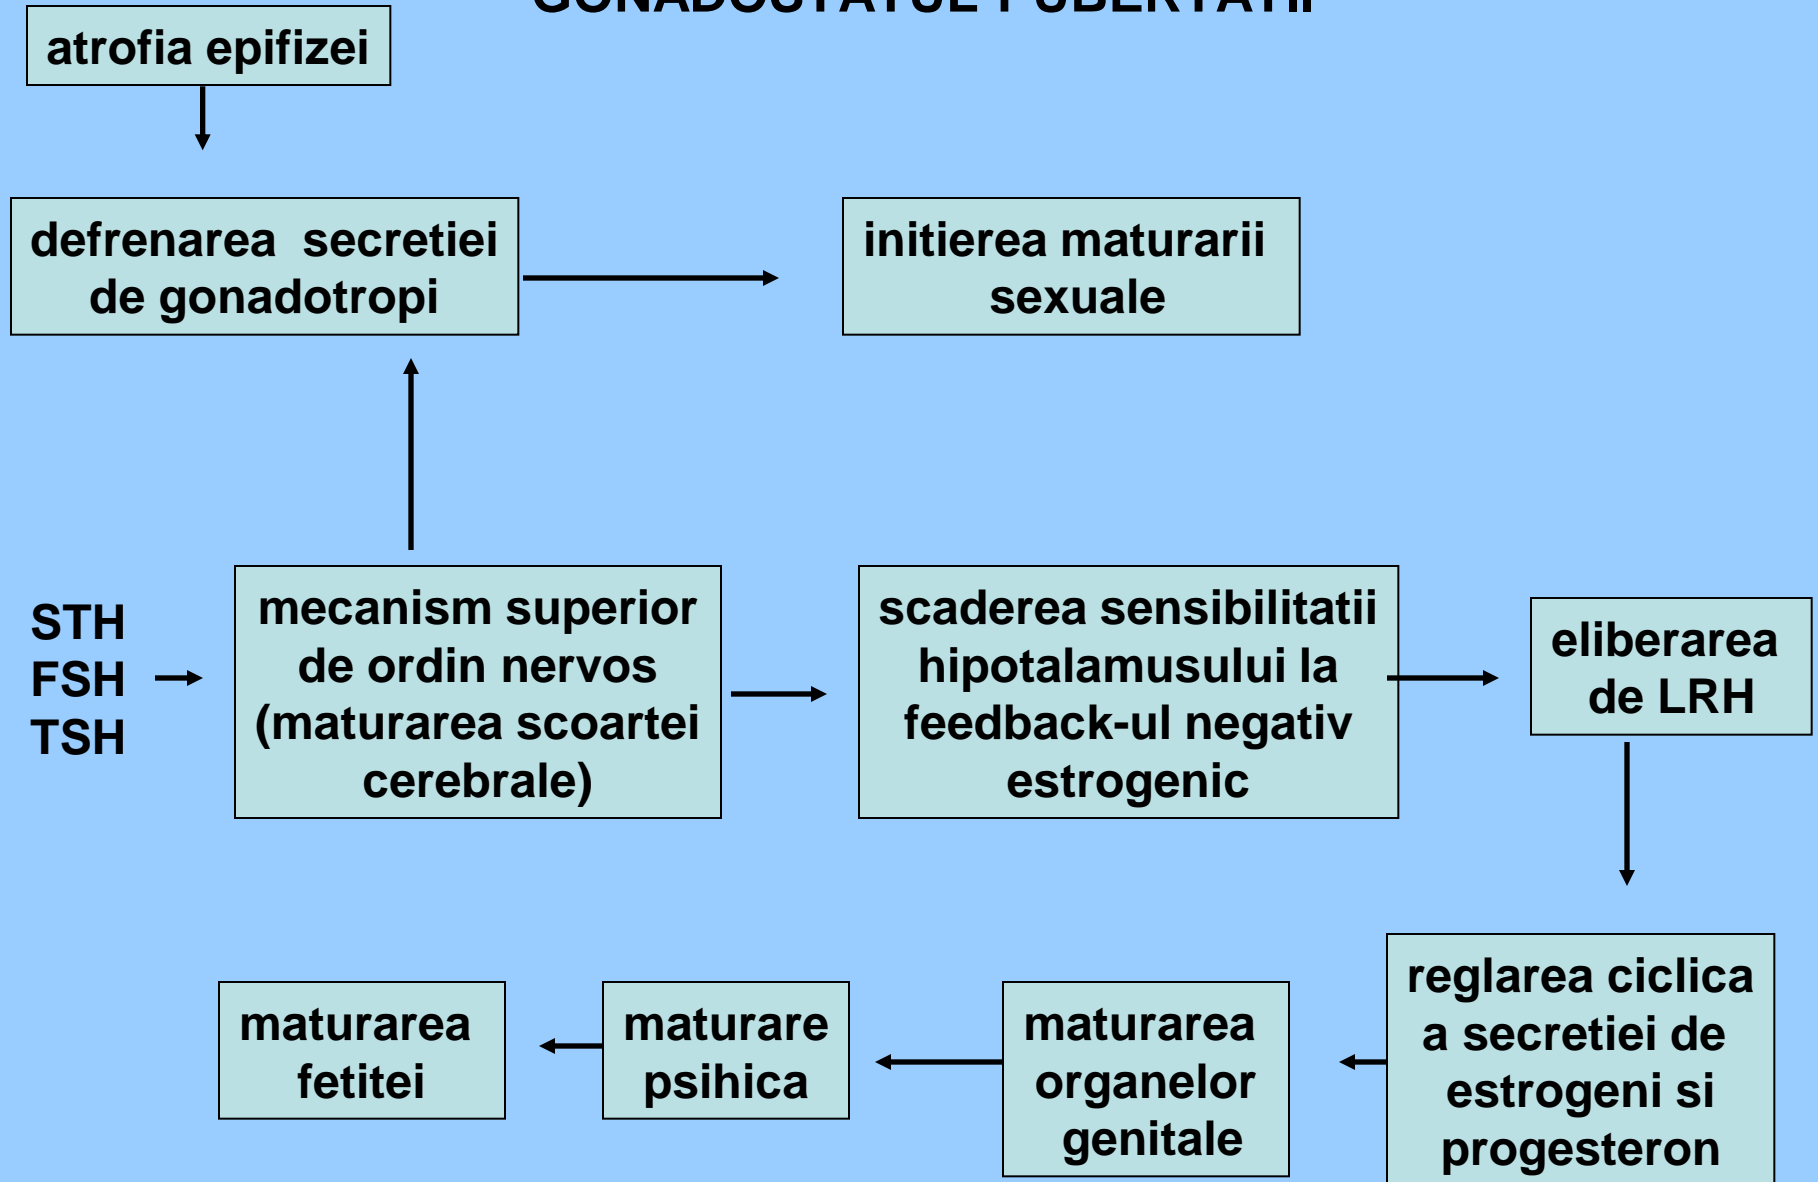 GONADOSTATUL PUBERTATII
atrofia epifizei
defrenarea secretiei
de gonadotropi
initierea maturarii
sexuale
STH
FSH
TSH
mecanism superior
de ordin nervos
(maturarea scoartei
cerebrale)
scaderea sensibilitatii
hipotalamusului la
feedback-ul negativ
estrogenic
eliberarea
de LRH
reglarea ciclica
a secretiei de
estrogeni si
progesteron
maturarea
organelor
genitale
maturare
psihica
maturarea
fetitei